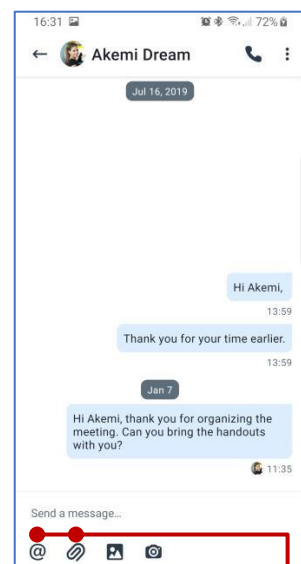 16:31 72%
Akemi Dream
Jul 16, 2019
Hi Akemi,
13:59
Thank you for your time earlier.
13:59
Jan 7
Hi Akemi, thank you for organizing the
meeting. Can you bring the handouts
with you?
11:35
Send a message...
@